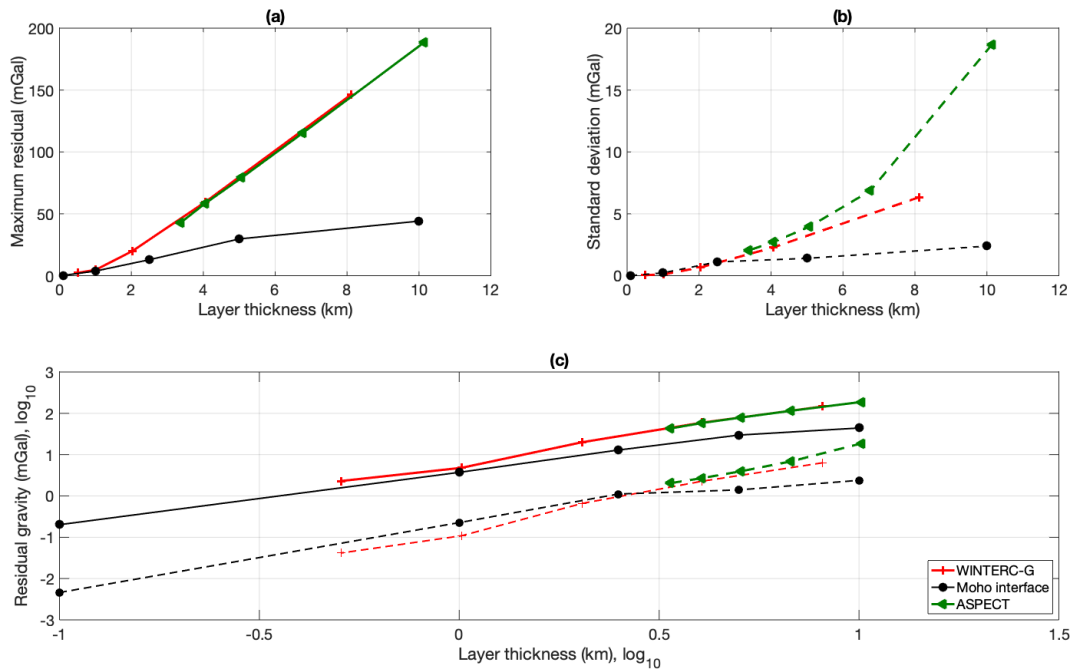 (a)
200
150
100
50
0
Maximum residual (mGal)
0 2 4 6 8 10 12
Layer thickness (km)
(b)
20
15
10
5
0
Standard deviation (mGal)
0 2 4 6 8 10 12
Layer thickness (km)
(c)
3
2
1
0
-1
-2
-3
Residual gravity (mGal), log10
-1 -0.5 0 0.5 1 1.5
Layer thickness (km), log10
WINTERC-G
Moho interface
ASPECT